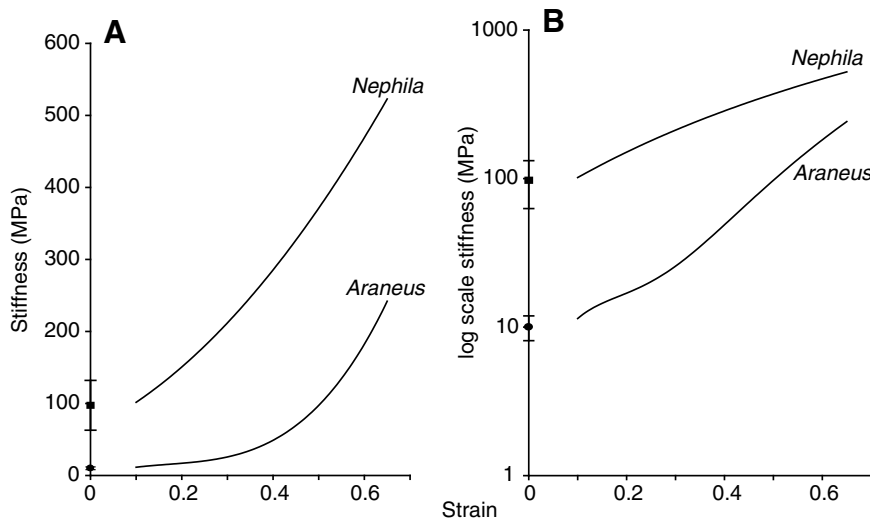 A
600
500
400
300
200
100
0
Stiffness (MPa)
Nephila
Araneus
0
0.2
0.4
0.6
B
1000
100
10
1
log scale stiffness (MPa)
Nephila
Araneus
0
0.2
0.4
0.6
Strain